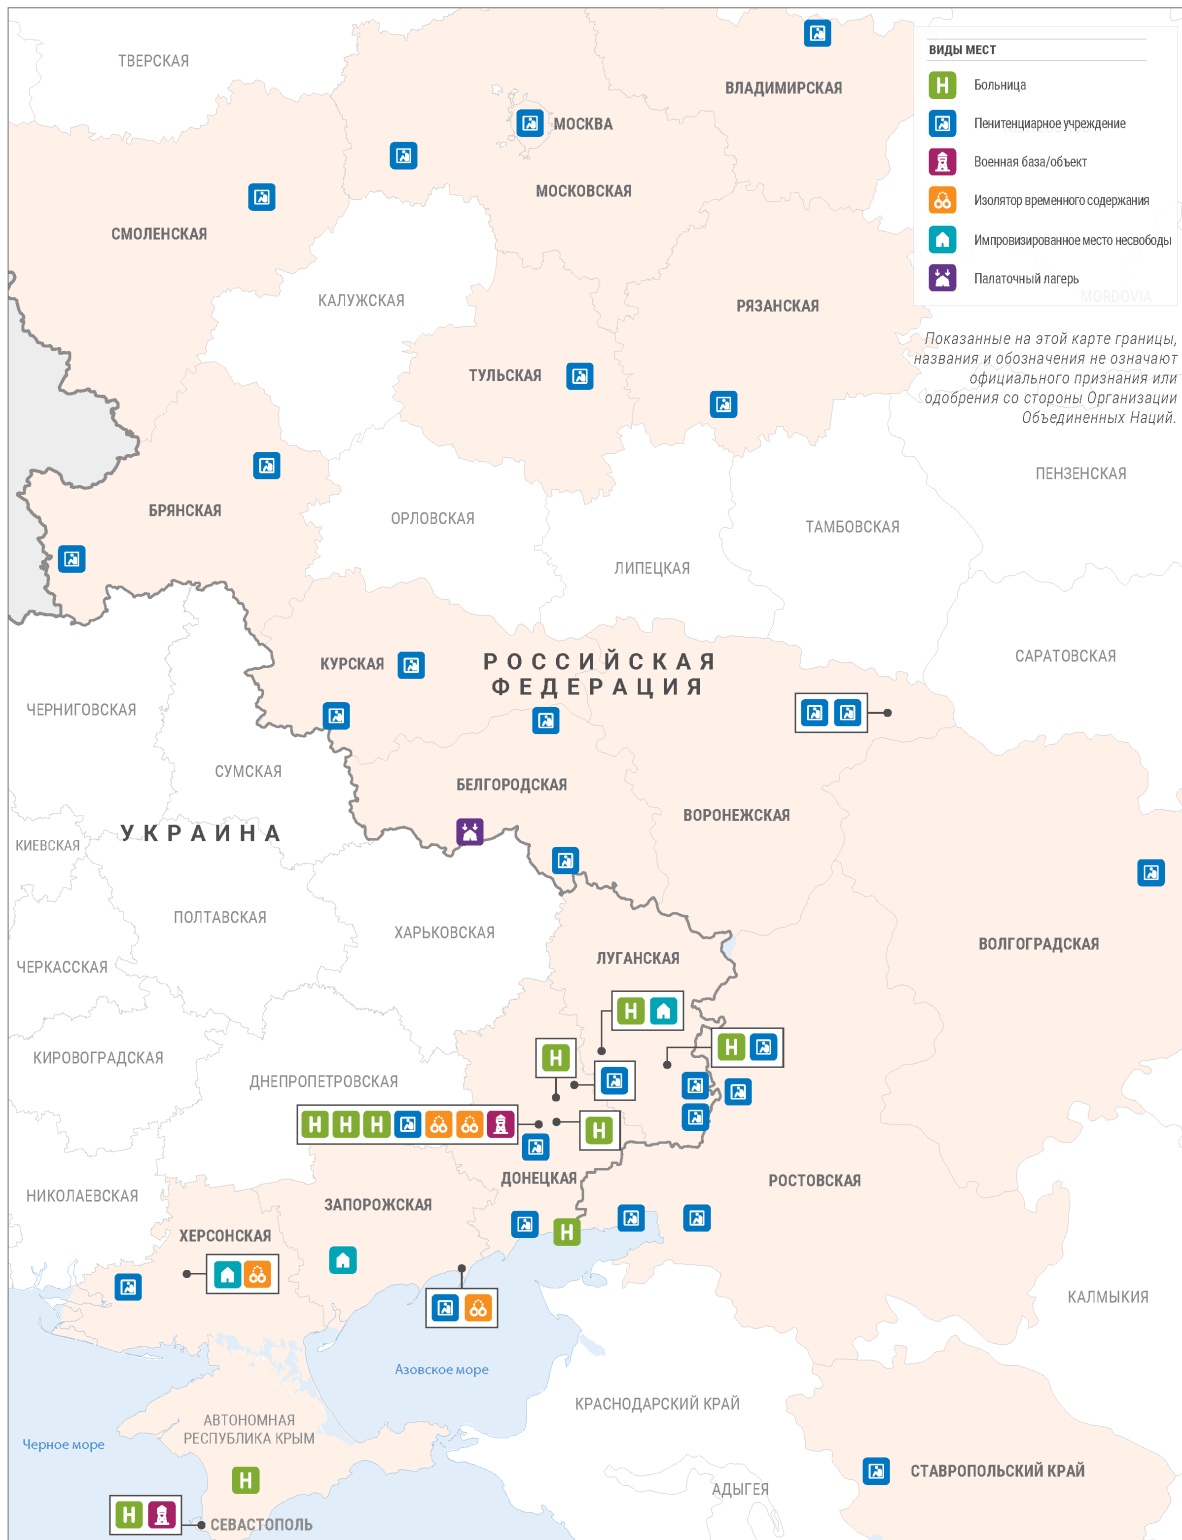 ТВЕРСКАЯ
ВЛАДИМИРСКАЯ
МОСКВА
МОСКОВСКАЯ
СМОЛЕНСКАЯ
КАЛУЖСКАЯ
РЯЗАНСКАЯ
ТУЛЬСКАЯ
ВИДЫ МЕСТ
Больница
Пенитенциарное учреждение
Военная база/объект
Изолятор временного содержания
Импровизированное место несвободы
Палаточный лагерь
MORDOVIA
Показанные на этой карте границы,
названия и обозначения не означают
официального признания или
одобрения со стороны Организации
Объединенных Наций.
ПЕНЗЕНСКАЯ
БРЯНСКАЯ
ОРЛОВСКАЯ
ТАМБОВСКАЯ
ЛИПЕЦКАЯ
РОССИЙСКАЯ
ФЕДЕРАЦИЯ
КУРСКАЯ
САРАТОВСКАЯ
ЧЕРНИГОВСКАЯ
СУМСКАЯ
БЕЛГОРОДСКАЯ
ВОРОНЕЖСКАЯ
УКРАИНА
КИЕВСКАЯ
ПОЛТАВСКАЯ
ХАРЬКОВСКАЯ
ВОЛГОГРАДСКАЯ
ЛУГАНСКАЯ
ЧЕРКАССКАЯ
H
H
H
КИРОВОГРАДСКАЯ
ДНЕПРОПЕТРОВСКАЯ
H H H
H
ДОНЕЦКАЯ
РОСТОВСКАЯ
НИКОЛАЕВСКАЯ
ЗАПОРОЖСКАЯ
ХЕРСОНСКАЯ
H
КАЛМЫКИЯ
Азовское море
КРАСНОДАРСКИЙ КРАЙ
АВТОНОМНАЯ
РЕСПУБЛИКА КРЫМ
Черное море
H
СТАВРОПОЛЬСКИЙ КРАЙ
АДЫГЕЯ
H
СЕВАСТОПОЛЬ